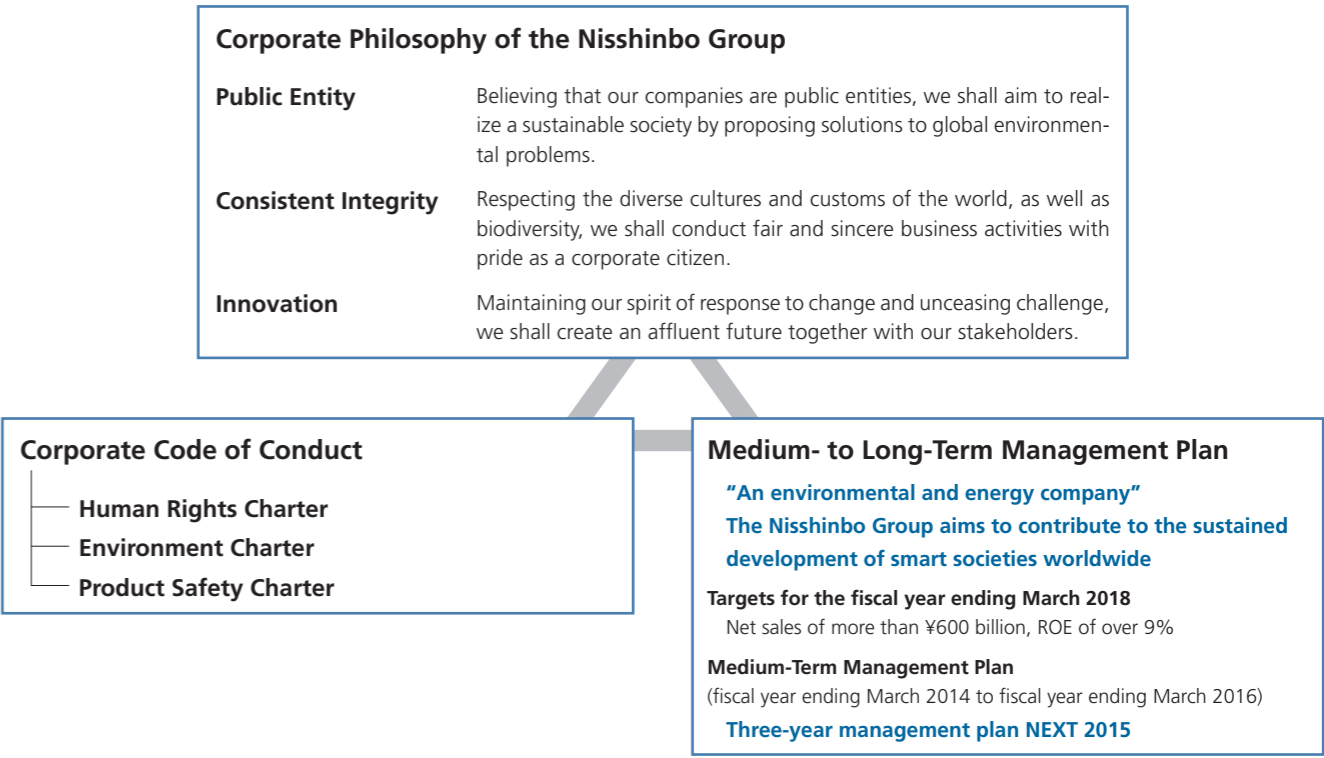 Corporate Philosophy of the Nisshinbo Group
Public Entity
Believing that our companies are public entities, we shall aim to real-
ize a sustainable society by proposing solutions to global environmen-
tal problems.
Consistent Integrity
Respecting the diverse cultures and customs of the world, as well as
biodiversity, we shall conduct fair and sincere business activities with
pride as a corporate citizen.
Innovation
Maintaining our spirit of response to change and unceasing challenge,
we shall create an affluent future together with our stakeholders.
Corporate Code of Conduct
Human Rights Charter
Environment Charter
Product Safety Charter
Medium- to Long-Term Management Plan
“An environmental and energy company”
The Nisshinbo Group aims to contribute to the sustained
development of smart societies worldwide
Targets for the fiscal year ending March 2018
Net sales of more than ¥600 billion, ROE of over 9%
Medium-Term Management Plan
(fiscal year ending March 2014 to fiscal year ending March 2016)
Three-year management plan NEXT 2015